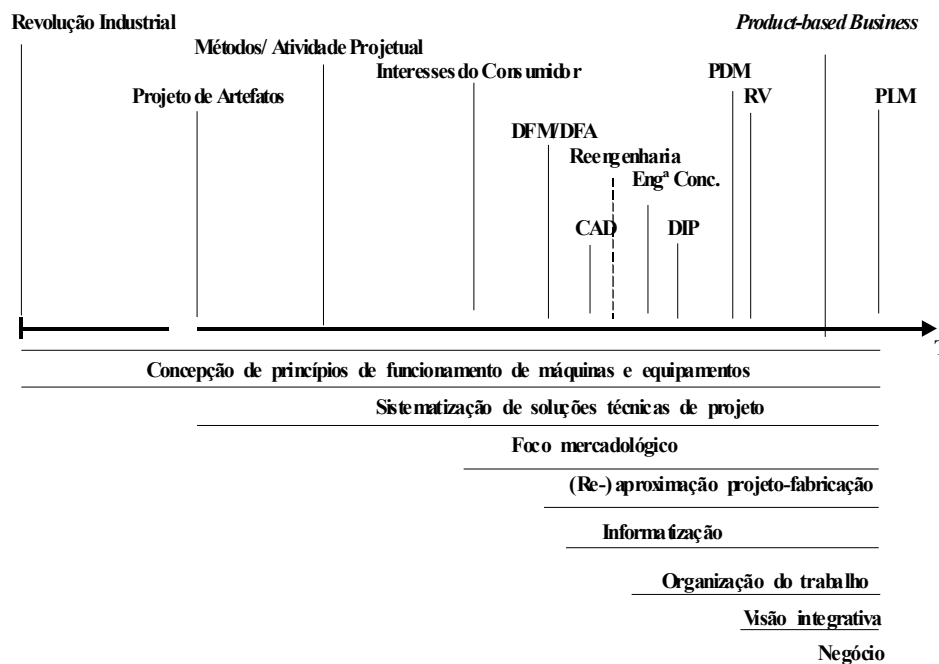 Revolução Industrial
Product-based Business
Métodos/ Atividade Projetual
Interesses do Consumidor
PDM
Projeto de Artefatos
RV
PLM
DFM/DFA
Reengenharia
Engª Conc.
CAD
DIP
T
Concepção de princípios de funcionamento de máquinas e equipamentos
Sistematização de soluções técnicas de projeto
Foco mercadológico
(Re-) aproximação projeto-fabricação
Informatização
Organização do trabalho
Visão integrativa
Negócio